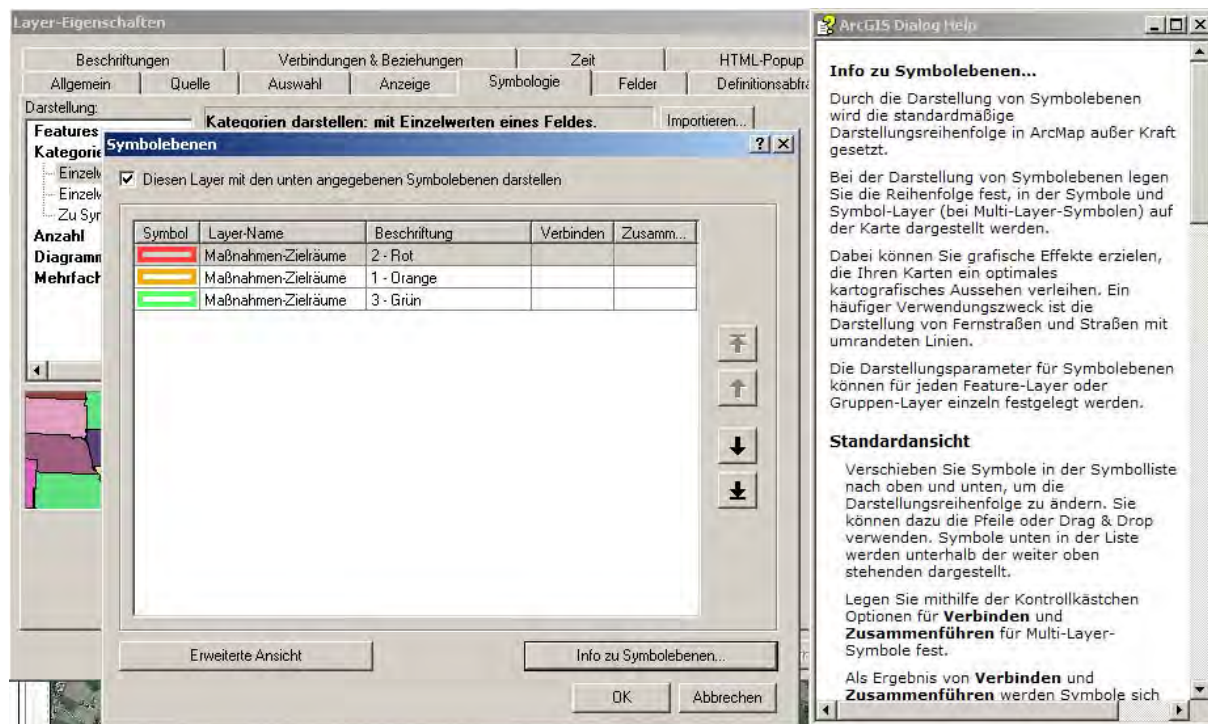 Layer-Eigenschaften
Beschriftungen Verbindungen & Beziehungen Zeit HTML-Popup
Allgemein Quelle Auswahl Anzeige Symbologie Felder
Darstellung:
Features
Kategorien darstellen: mit Einzelwerten eines Feldes.
Importieren...
Anzahl
Symbolebenen
Diesen Layer mit den unten angegebenen Symbolebenen darstellen
Symbol Layer-Name Beschriftung Verbinden Zusamm...
Maßnahmen-Zielräume 2 - Rot
Maßnahmen-Zielräume 1 - Orange
Maßnahmen-Zielräume 3 - Grün
Erweiterte Ansicht
Info zu Symbolebenen...
OK Abbrechen
ArcGIS Dialog Help
Info zu Symbolebenen...
Durch die Darstellung von Symbolebenen
wird die standardmäßige
Darstellungsreihenfolge in ArcMap außer Kraft
gesetzt.
Bei der Darstellung von Symbolebenen legen
Sie die Reihenfolge fest, in der Symbole und
Symbol-Layer (bei Multi-Layer-Symbolen) auf
der Karte dargestellt werden.
Dabei können Sie grafische Effekte erzielen,
die Ihren Karten ein optimales
kartografisches Aussehen verleihen. Ein
häufiger Verwendungszweck ist die
Darstellung von Fernstraßen und Straßen mit
umrandeten Linien.
Die Darstellungsparameter für Symbolebenen
können für jeden Feature-Layer oder
Gruppen-Layer einzeln festgelegt werden.
Standardansicht
Verschieben Sie Symbole in der Symbolliste
nach oben und unten, um die
Darstellungsreihenfolge zu ändern. Sie
können dazu die Pfeile oder Drag & Drop
verwenden. Symbole unten in der Liste
werden unterhalb der weiter oben
stehenden dargestellt.
Legen Sie mithilfe der Kontrollkästchen
Optionen für Verbinden und
Zusammenführen für Multi-Layer-
Symbole fest.
Als Ergebnis von Verbinden und
Zusammenführen werden Symbole sich